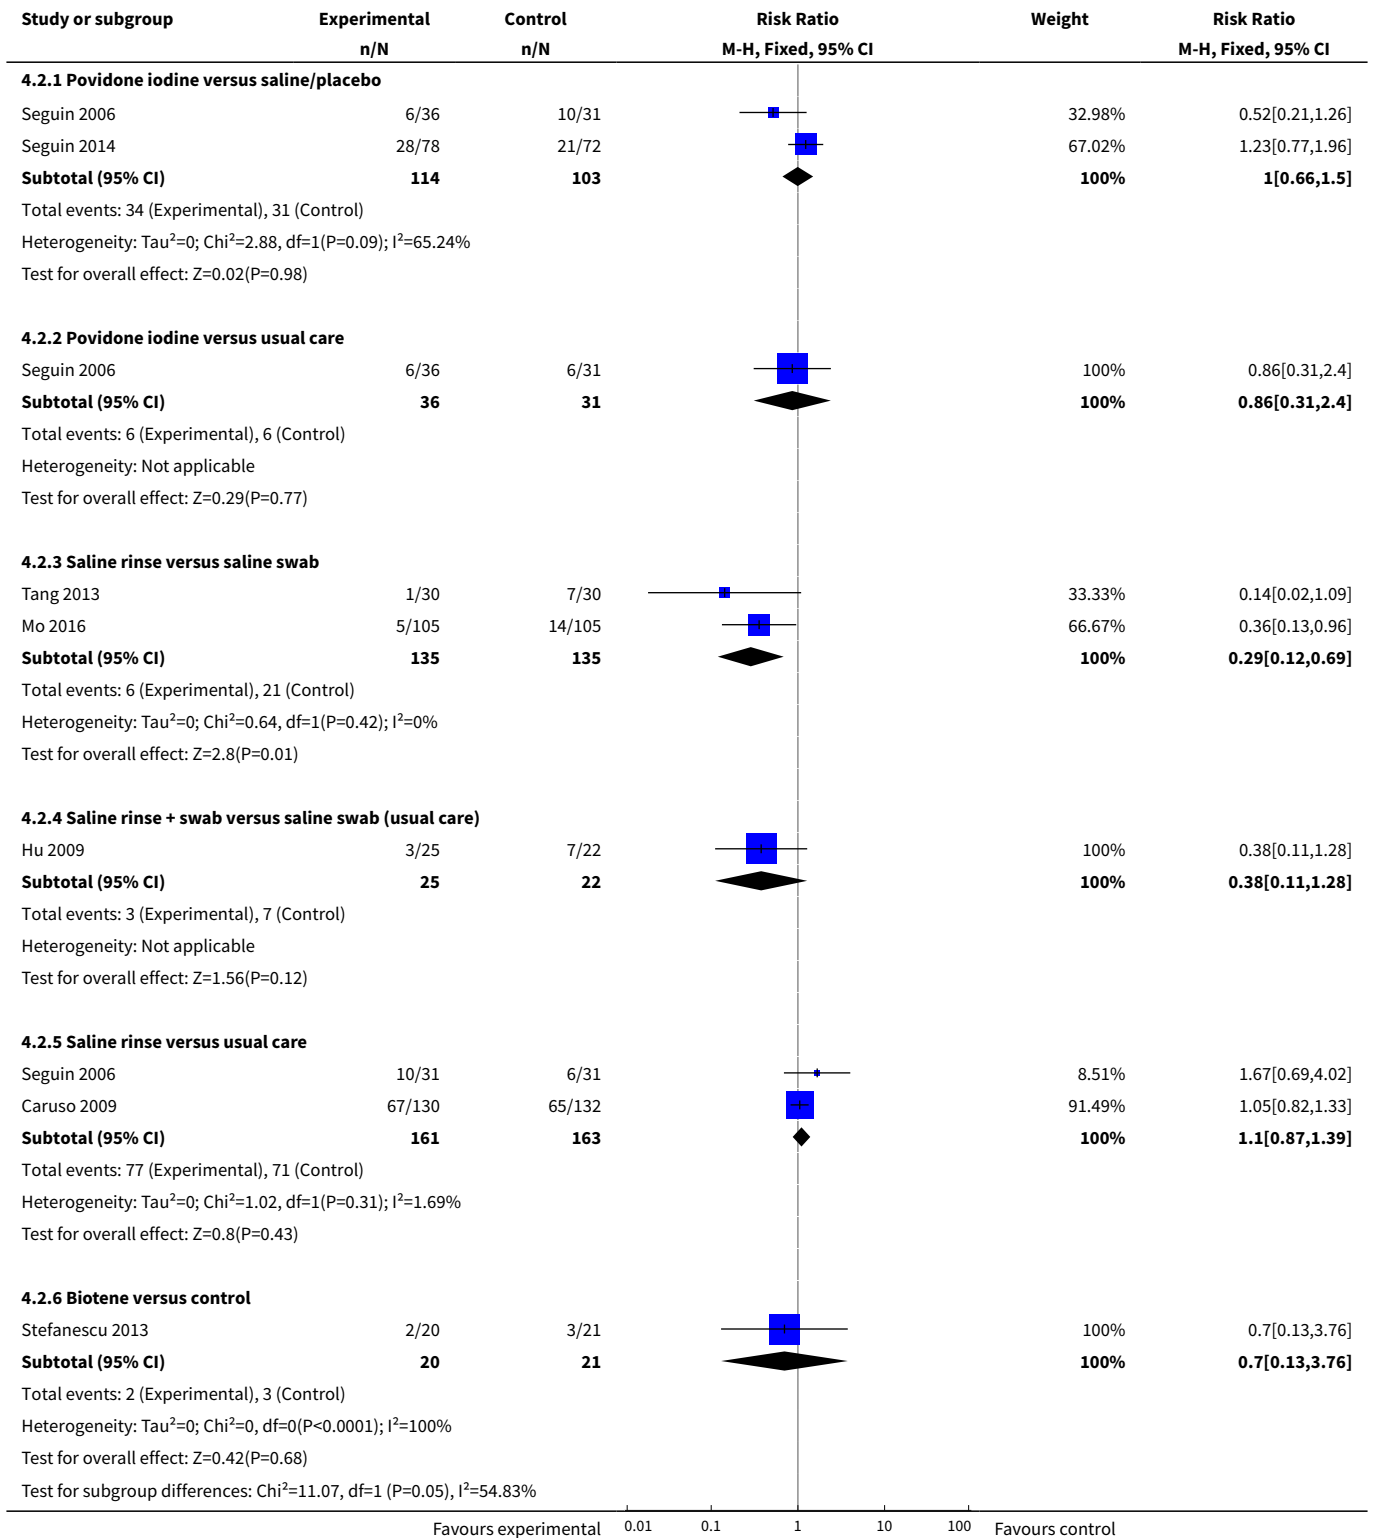 Study or subgroup Experimental Control Risk Ratio Weight Risk Ratio
n/N n/N M-H, Fixed, 95% CI M-H, Fixed, 95% CI
4.2.1 Povidone iodine versus saline/placebo
Seguin 2006 6/36 10/31 32.98% 0.52[0.21,1.26]
Seguin 2014 28/78 21/72 67.02% 1.23[0.77,1.96]
Subtotal (95% CI) 114 103 100% 1[0.66,1.5]
Total events: 34 (Experimental), 31 (Control)
Heterogeneity: Tau²=0; Chi²=2.88, df=1(P=0.09); I²=65.24%
Test for overall effect: Z=0.02(P=0.98)
4.2.2 Povidone iodine versus usual care
Seguin 2006 6/36 6/31 100% 0.86[0.31,2.4]
Subtotal (95% CI) 36 31 100% 0.86[0.31,2.4]
Total events: 6 (Experimental), 6 (Control)
Heterogeneity: Not applicable
Test for overall effect: Z=0.29(P=0.77)
4.2.3 Saline rinse versus saline swab
Tang 2013 1/30 7/30 33.33% 0.14[0.02,1.09]
Mo 2016 5/105 14/105 66.67% 0.36[0.13,0.96]
Subtotal (95% CI) 135 135 100% 0.29[0.12,0.69]
Total events: 6 (Experimental), 21 (Control)
Heterogeneity: Tau²=0; Chi²=0.64, df=1(P=0.42); I²=0%
Test for overall effect: Z=2.8(P=0.01)
4.2.4 Saline rinse + swab versus saline swab (usual care)
Hu 2009 3/25 7/22 100% 0.38[0.11,1.28]
Subtotal (95% CI) 25 22 100% 0.38[0.11,1.28]
Total events: 3 (Experimental), 7 (Control)
Heterogeneity: Not applicable
Test for overall effect: Z=1.56(P=0.12)
4.2.5 Saline rinse versus usual care
Seguin 2006 10/31 6/31 8.51% 1.67[0.69,4.02]
Caruso 2009 67/130 65/132 91.49% 1.05[0.82,1.33]
Subtotal (95% CI) 161 163 100% 1.1[0.87,1.39]
Total events: 77 (Experimental), 71 (Control)
Heterogeneity: Tau²=0; Chi²=1.02, df=1(P=0.31); I²=1.69%
Test for overall effect: Z=0.8(P=0.43)
4.2.6 Biotene versus control
Stefanescu 2013 2/20 3/21 100% 0.7[0.13,3.76]
Subtotal (95% CI) 20 21 100% 0.7[0.13,3.76]
Total events: 2 (Experimental), 3 (Control)
Heterogeneity: Tau²=0; Chi²=0, df=0(P<0.0001); I²=100%
Test for overall effect: Z=0.42(P=0.68)
Test for subgroup differences: Chi²=11.07, df=1 (P=0.05), I²=54.83%
Favours experimental 0.01 0.1 1 10 100 Favours control